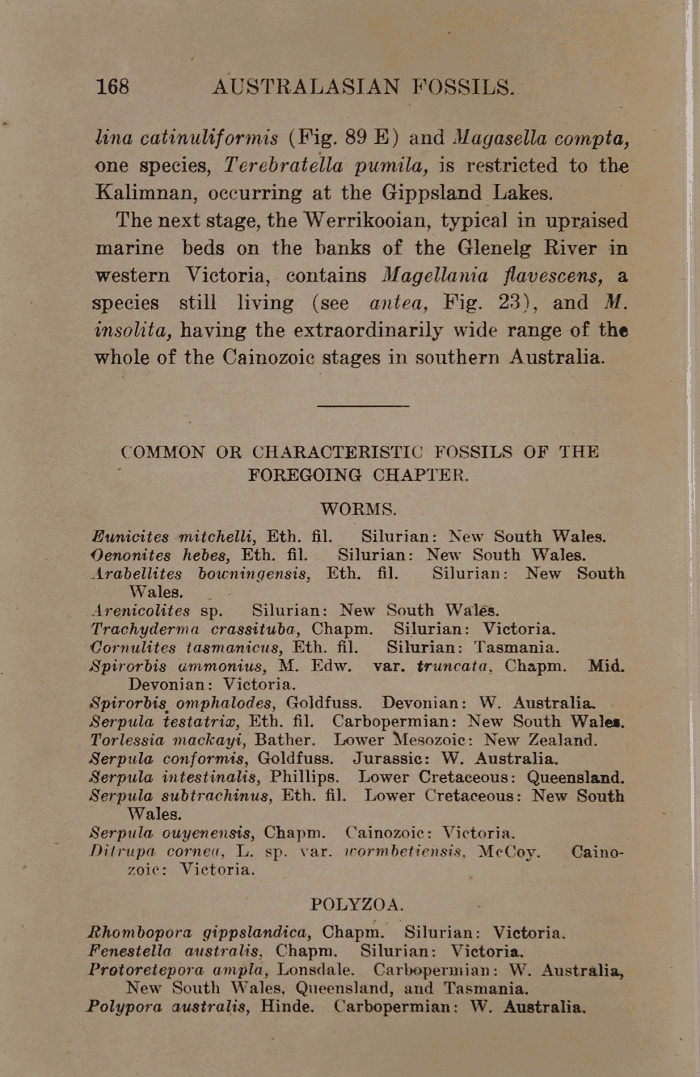 168 AUSTRALASIAN FOSSILS.
lina catinuliformis (Fig. 89 E) and Magasella compta,
one species, Terebratella pumila, is restricted to the
Kalimnan, occurring at the Gippsland Lakes.
The next stage, the Werrikooian, typical in upraised
marine beds on the banks of the Glenelg River in
western Victoria, contains Magellania flavescens, a
species still living (see antea, Fig. 23), and M.
insolita, having the extraordinarily wide range of the
whole of the Cainozoic stages in southern Australia.
COMMON OR CHARACTERISTIC FOSSILS OF THE
FOREGOING CHAPTER.
WORMS.
Eunicites mitchelli, Eth. fil. Silurian: New South Wales.
Oenonites hebes, Eth. fil. Silurian: New South Wales.
Arabellites bowningensis, Eth. fil. Silurian: New South
Wales.
Arenicolites sp. Silurian: New South Wales.
Trachyderma crassituba, Chapm. Silurian: Victoria.
Cornulites tasmanicus, Eth. fil. Silurian: Tasmania.
Spirorbis ammonius, M. Edw. var. truncata, Chapm. Mid.
Devonian: Victoria.
Spirorbis omphalodes, Goldfuss. Devonian: W. Australia.
Serpula testatrix, Eth. fil. Carbopermian: New South Wales.
Torlessia mackayi, Bather. Lower Mesozoic: New Zealand.
Serpula conformis, Goldfuss. Jurassic: W. Australia.
Serpula intestinalis, Phillips. Lower Cretaceous: Queensland.
Serpula subtrachinus, Eth. fil. Lower Cretaceous: New South
Wales.
Serpula ouyenensis, Chapm. Cainozoic: Victoria.
Ditrupa cornea, L. sp. var. wormbetiensis, McCoy. Caino-
zoic: Victoria.
POLYZOA.
Rhombopora gippslandica, Chapm. Silurian: Victoria.
Fenestella australis, Chapm. Silurian: Victoria.
Protoretepora ampla, Lonsdale. Carbopermian: W. Australia,
New South Wales, Queensland, and Tasmania.
Polypora australis, Hinde. Carbopermian: W. Australia.